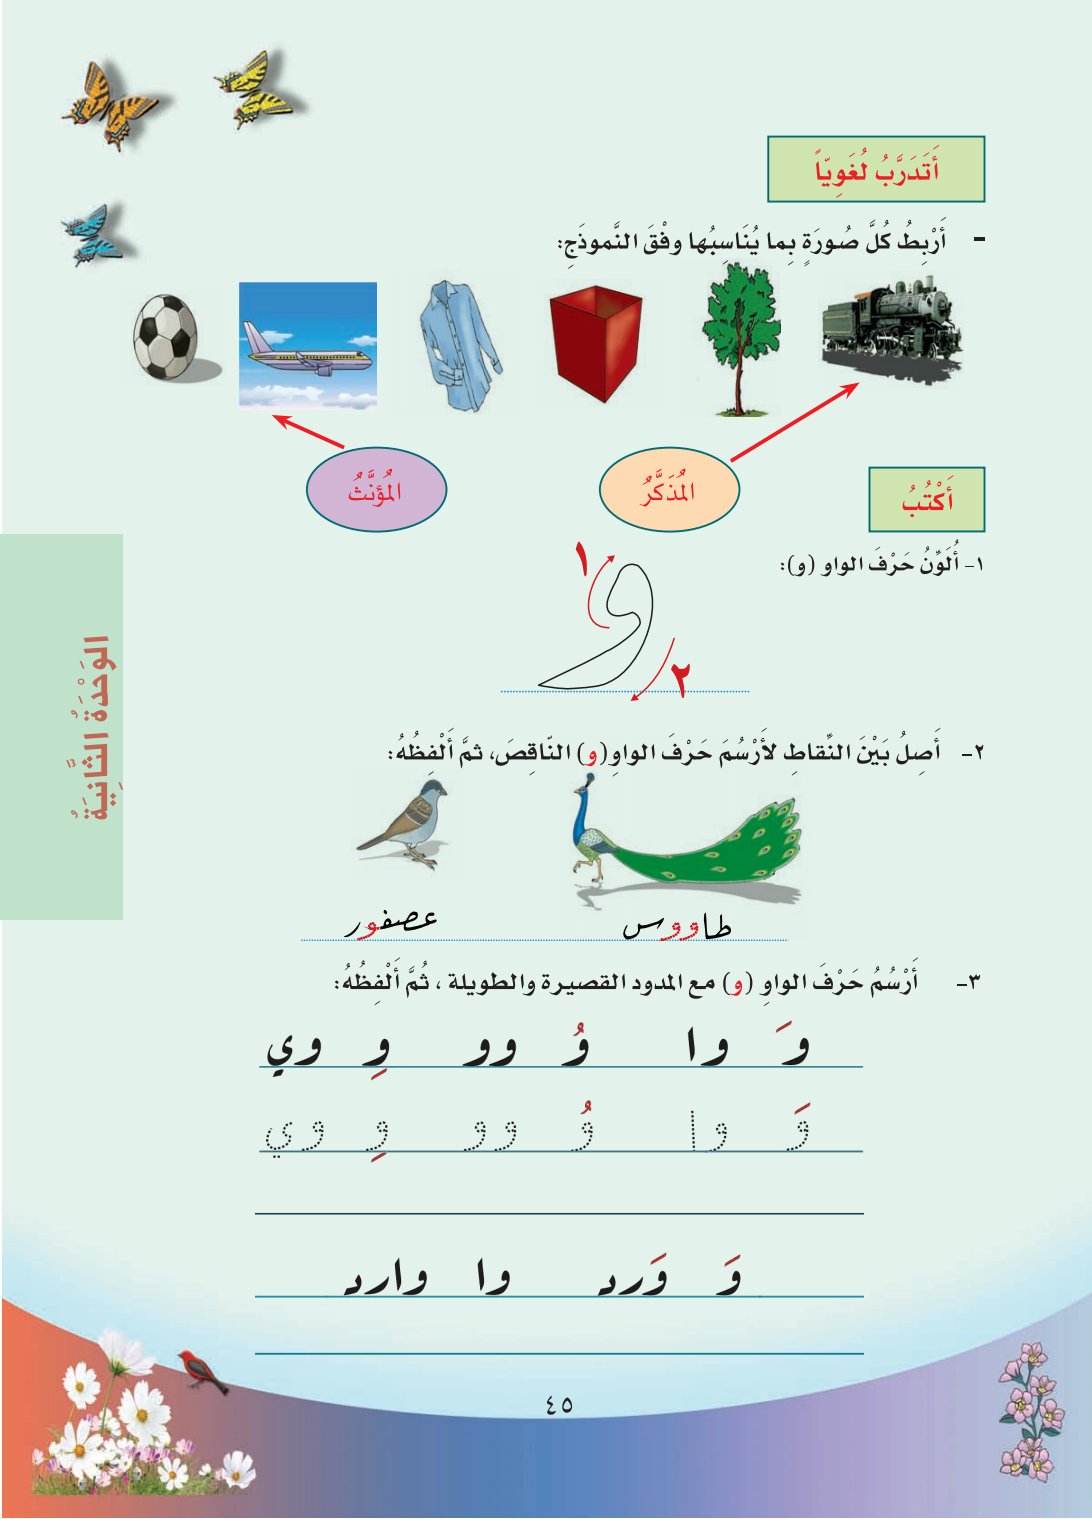 أَتَدَرَّبُ لُغَوِيّاً
- أَرْبِطُ كُلَّ صُورَةٍ بِما يُنَاسِبُها وفْقَ النَّموذَجِ:
المُذَكَّرُ
المُؤنَّثُ
أَكْتُبُ
١- أُلَوِّنُ حَرْفَ الواو (و):
١
و
٢
٢- أَصِلُ بَيْنَ النِّقاطِ لأَرْسُمَ حَرْفَ الواوِ(و) النّاقِصَ، ثمَّ أَلْفِظُهُ:
طاووس عصفور
٣- أَرْسُمُ حَرْفَ الواوِ (و) مع المدود القصيرة والطويلة ، ثُمَّ أَلْفِظُهُ:
وَ وا وُ وو وِ وي
وَ وا وُ وو وِ وي
وَ وَرد وا وارد
الوَحْدَةُ الثَّانِيَةُ
٤٥